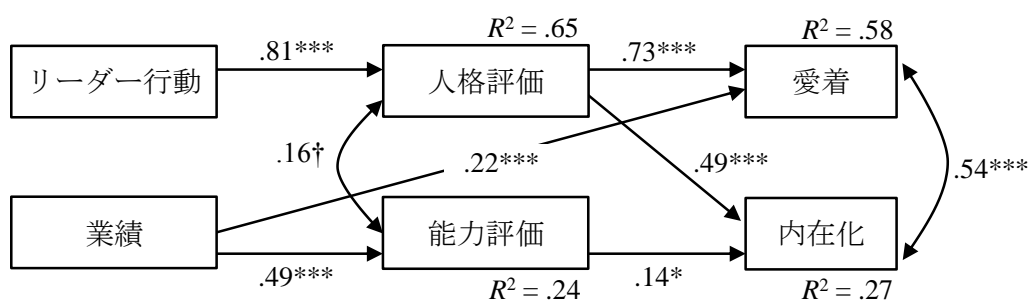 R² = .65
R² = .58
.81***
.73***
リーダー行動
人格評価
愛着
.16†
.22***
.49***
.54***
業績
能力評価
内在化
.49***
.14*
R² = .24
R² = .27